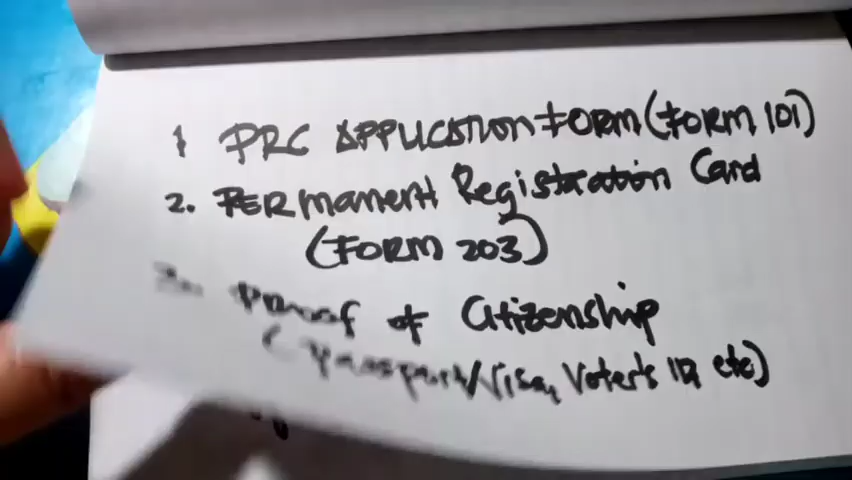 1 PRC APPLICATION FORM (FORM 101)
2. PERMANENT Registration Card
(FORM 203)
3. Proof of Citizenship
(Passport/Visa, Voter's ID, etc)